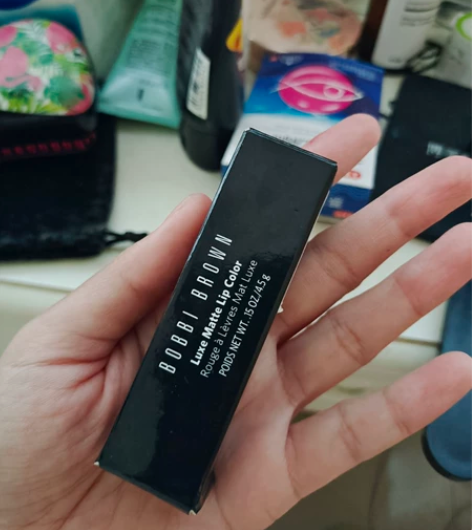 BOBBI BROWN
Luxe Matte Lip Color
Rouge à Lèvres Mat Luxe
POIDS NET WT. .15 OZ/4.5 g